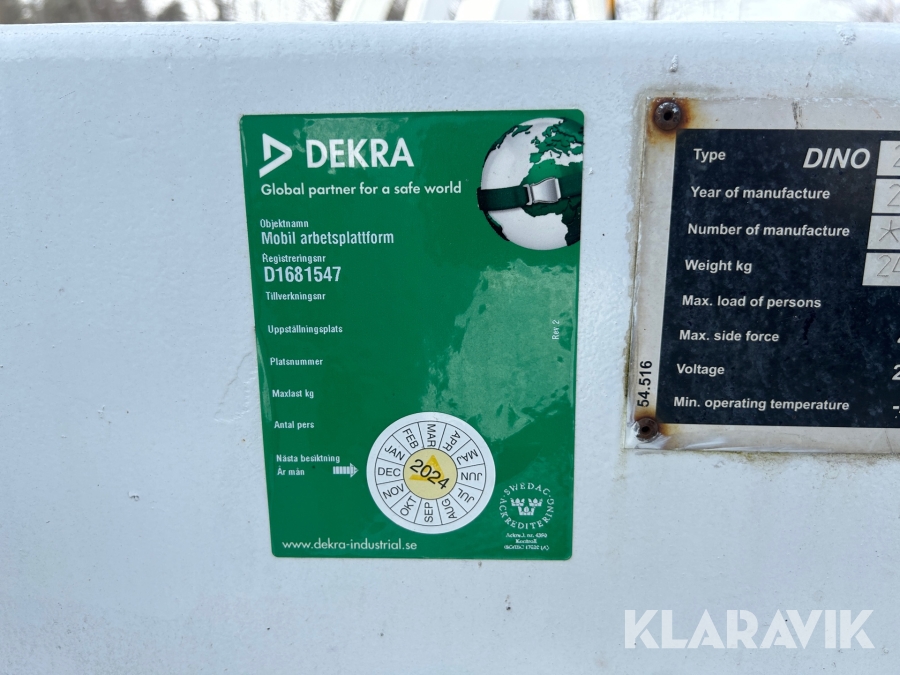 DEKRA
Global partner for a safe world
Objektnamn
Mobil arbetsplattform
Registreringsnr
D1681547
Tillverkningsnr
Uppställningsplats
Platsnummer
Maxlast kg
Antal pers
Nästa besiktning
År mån
Rev 2
JAN FEB MAR APR MAJ JUN JUL AUG SEP OKT NOV DEC
2024
SWEDAC
ACKREDITERING
Kontroll
www.dekra-industrial.se
Type DINO
Year of manufacture
Number of manufacture
Weight kg
Max. load of persons
Max. side force
Voltage
Min. operating temperature
54.516
KLARAVIK